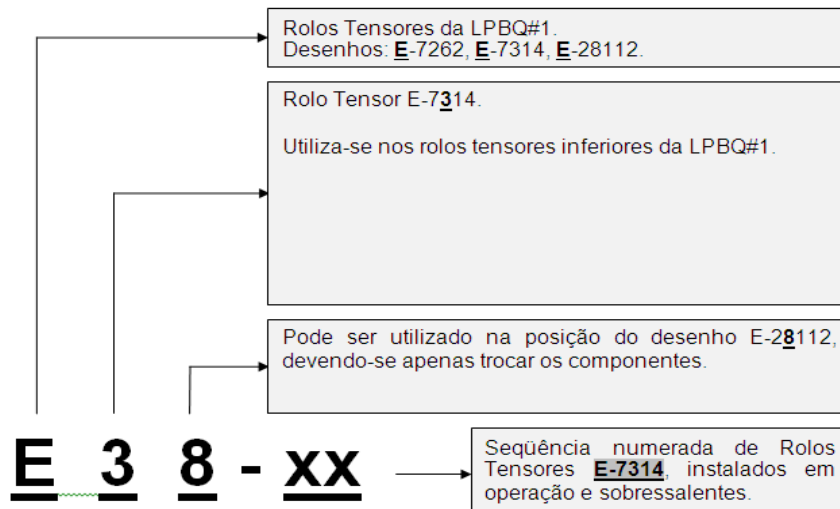 Rolos Tensores da LPBQ#1.
Desenhos: E-7262, E-7314, E-28112.
Rolo Tensor E-7314.
Utiliza-se nos rolos tensores inferiores da LPBQ#1.
Pode ser utilizado na posição do desenho E-28112,
devendo-se apenas trocar os componentes.
E 3 8 - xx
Seqüência numerada de Rolos
Tensores E-7314, instalados em
operação e sobressalentes.